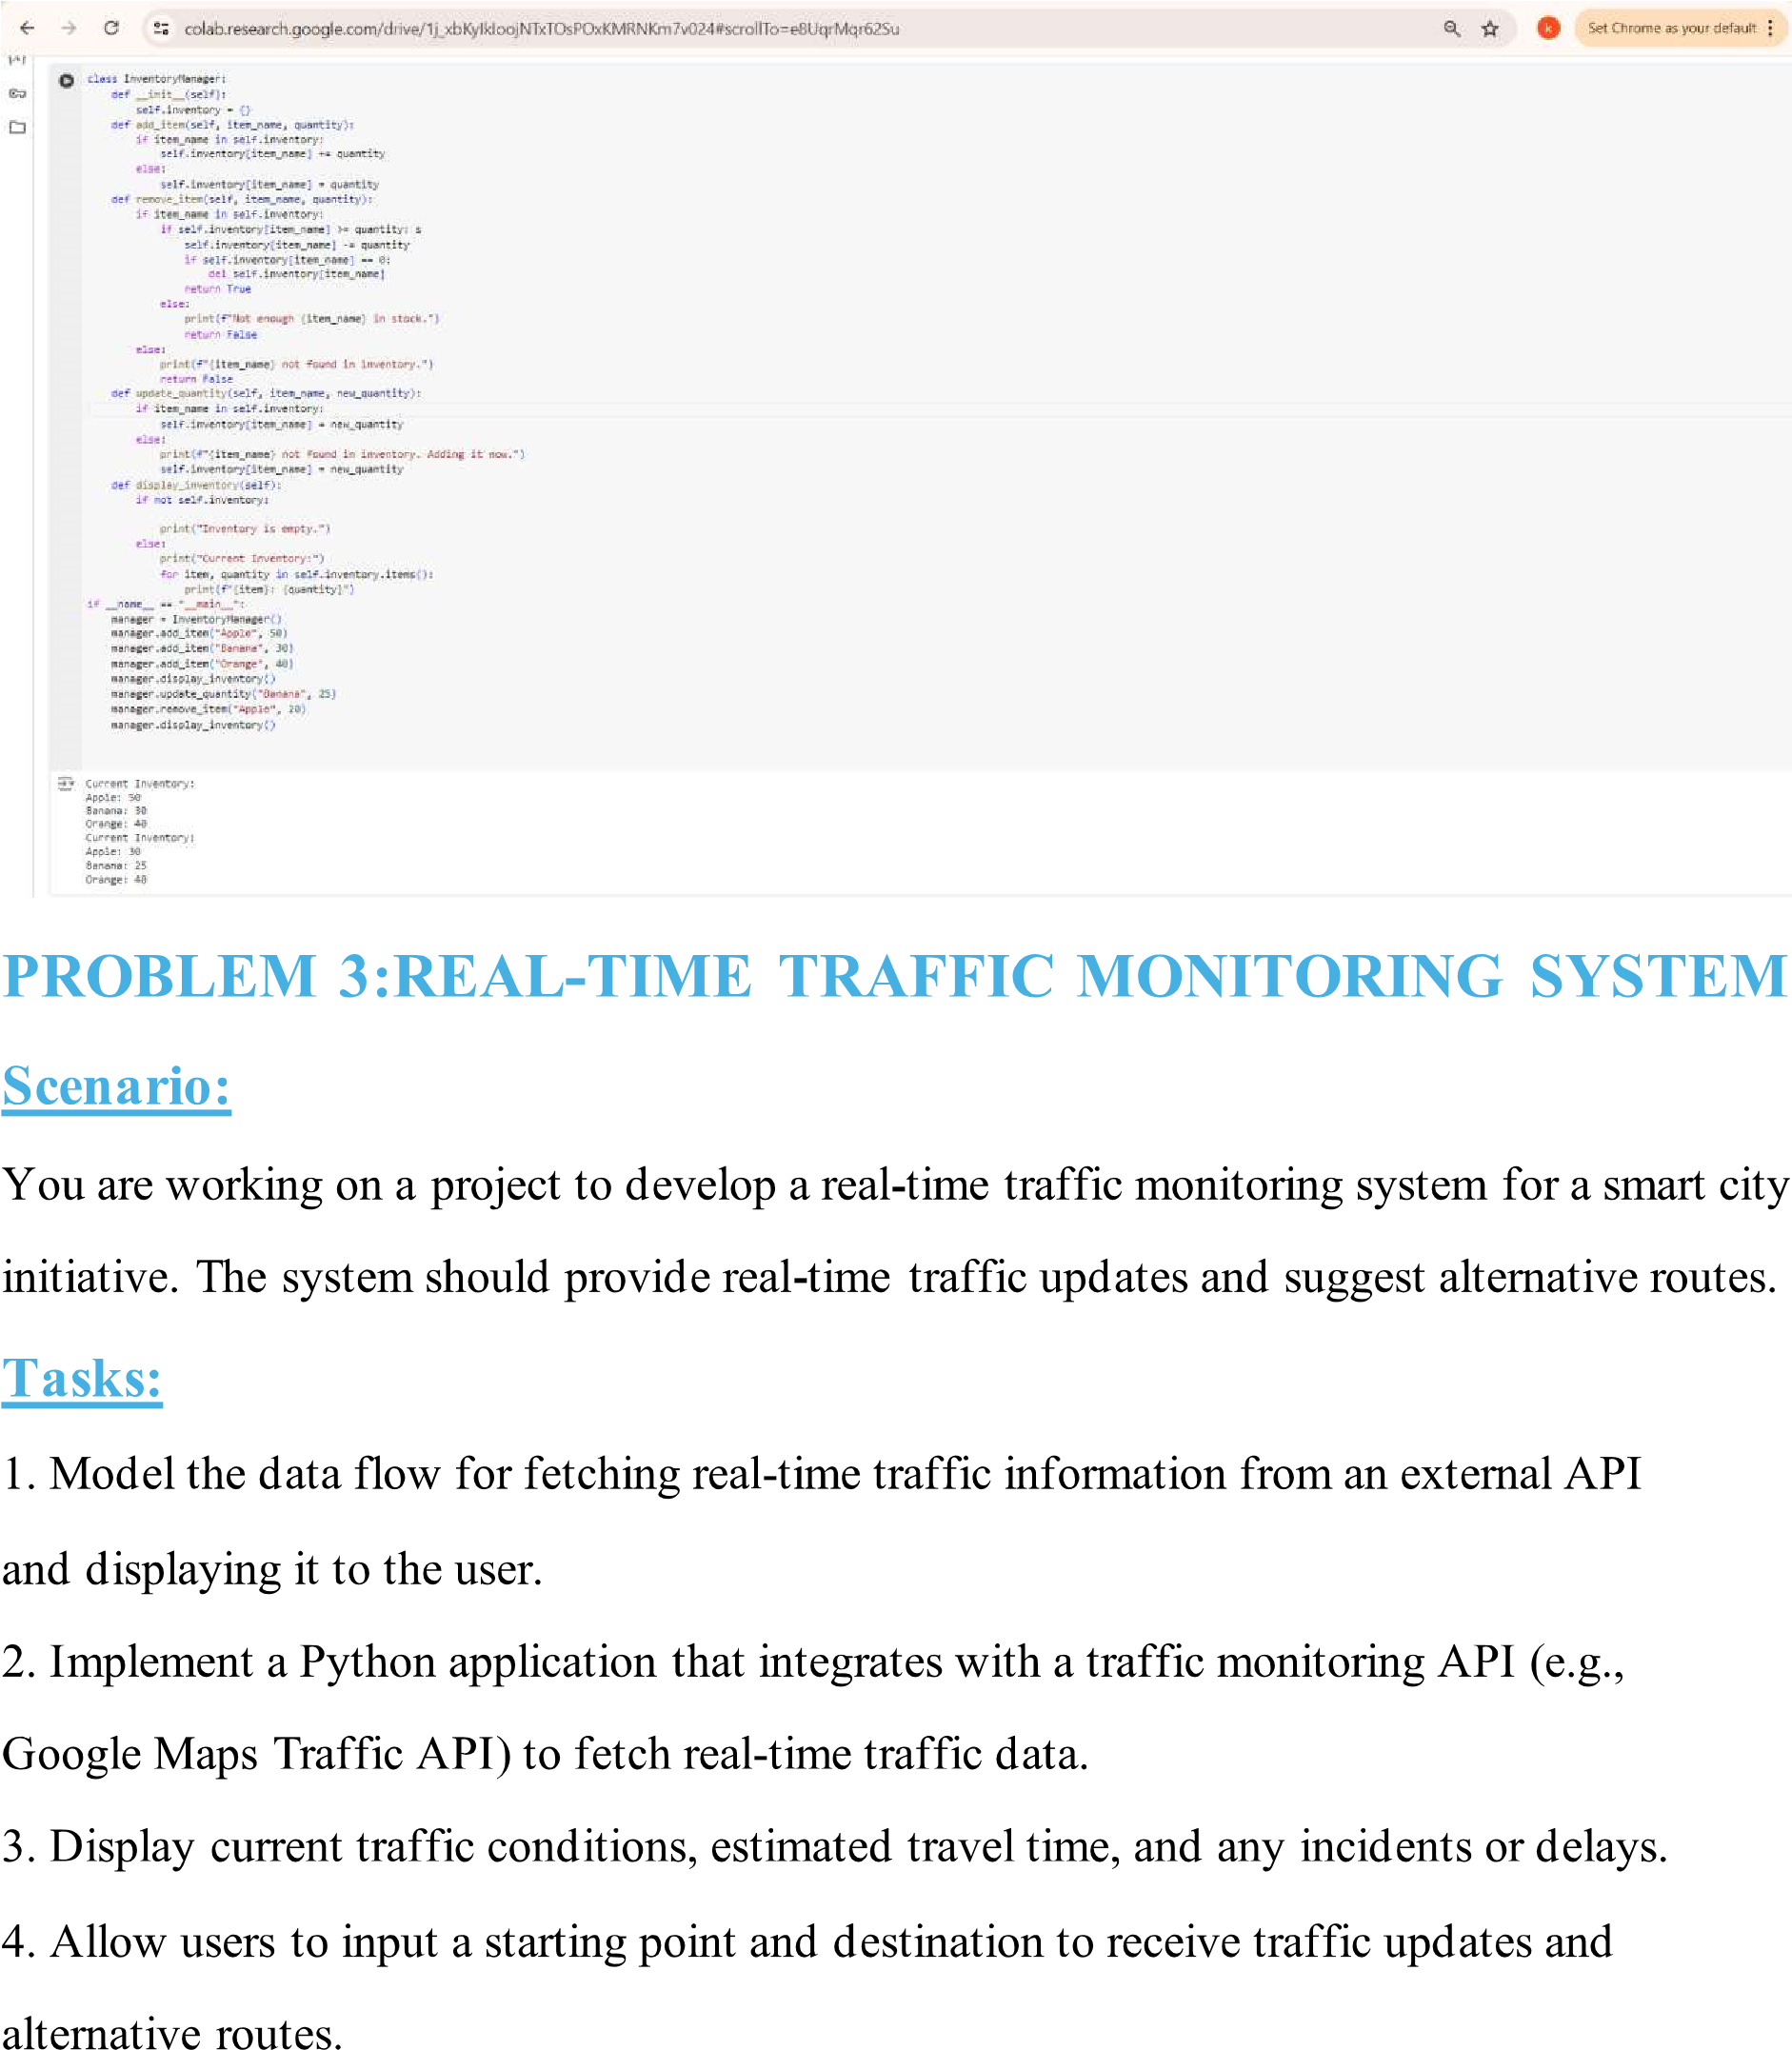 colab.research.google.com/drive/1j_xbKyIkIoojNTxTOsPOxKMRNKm7v024#scrollTo=e8UqrMqr62Su
k
Set Chrome as your default
class InventoryManager:
    def __init__(self):
        self.inventory = {}
    def add_item(self, item_name, quantity):
        if item_name in self.inventory:
            self.inventory[item_name] += quantity
        else:
            self.inventory[item_name] = quantity
    def remove_item(self, item_name, quantity):
        if item_name in self.inventory:
            if self.inventory[item_name] >= quantity: s
                self.inventory[item_name] -= quantity
                if self.inventory[item_name] == 0:
                    del self.inventory[item_name]
                return True
            else:
                print(f"Not enough {item_name} in stock.")
                return False
        else:
            print(f"{item_name} not found in inventory.")
            return False
    def update_quantity(self, item_name, new_quantity):
        if item_name in self.inventory:
            self.inventory[item_name] = new_quantity
        else:
            print(f"{item_name} not found in inventory. Adding it now.")
            self.inventory[item_name] = new_quantity
    def display_inventory(self):
        if not self.inventory:
            print("Inventory is empty.")
        else:
            print("Current Inventory:")
            for item, quantity in self.inventory.items():
                print(f"{item}: {quantity}")
if __name__ == "__main__":
    manager = InventoryManager()
    manager.add_item("Apple", 50)
    manager.add_item("Banana", 30)
    manager.add_item("Orange", 40)
    manager.display_inventory()
    manager.update_quantity("Banana", 25)
    manager.remove_item("Apple", 20)
    manager.display_inventory()
Current Inventory:
Apple: 50
Banana: 30
Orange: 40
Current Inventory:
Apple: 30
Banana: 25
Orange: 40
PROBLEM 3:REAL-TIME TRAFFIC MONITORING SYSTEM
Scenario:
You are working on a project to develop a real-time traffic monitoring system for a smart city
initiative. The system should provide real-time traffic updates and suggest alternative routes.
Tasks:
1. Model the data flow for fetching real-time traffic information from an external API
and displaying it to the user.
2. Implement a Python application that integrates with a traffic monitoring API (e.g.,
Google Maps Traffic API) to fetch real-time traffic data.
3. Display current traffic conditions, estimated travel time, and any incidents or delays.
4. Allow users to input a starting point and destination to receive traffic updates and
alternative routes.